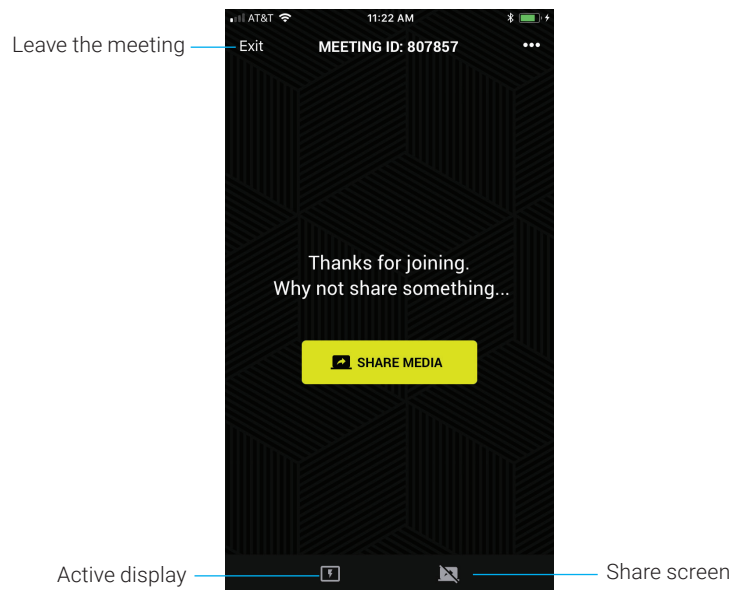 AT&T 11:22 AM
Leave the meeting Exit MEETING ID: 807857
Thanks for joining.
Why not share something...
SHARE MEDIA
Active display Share screen